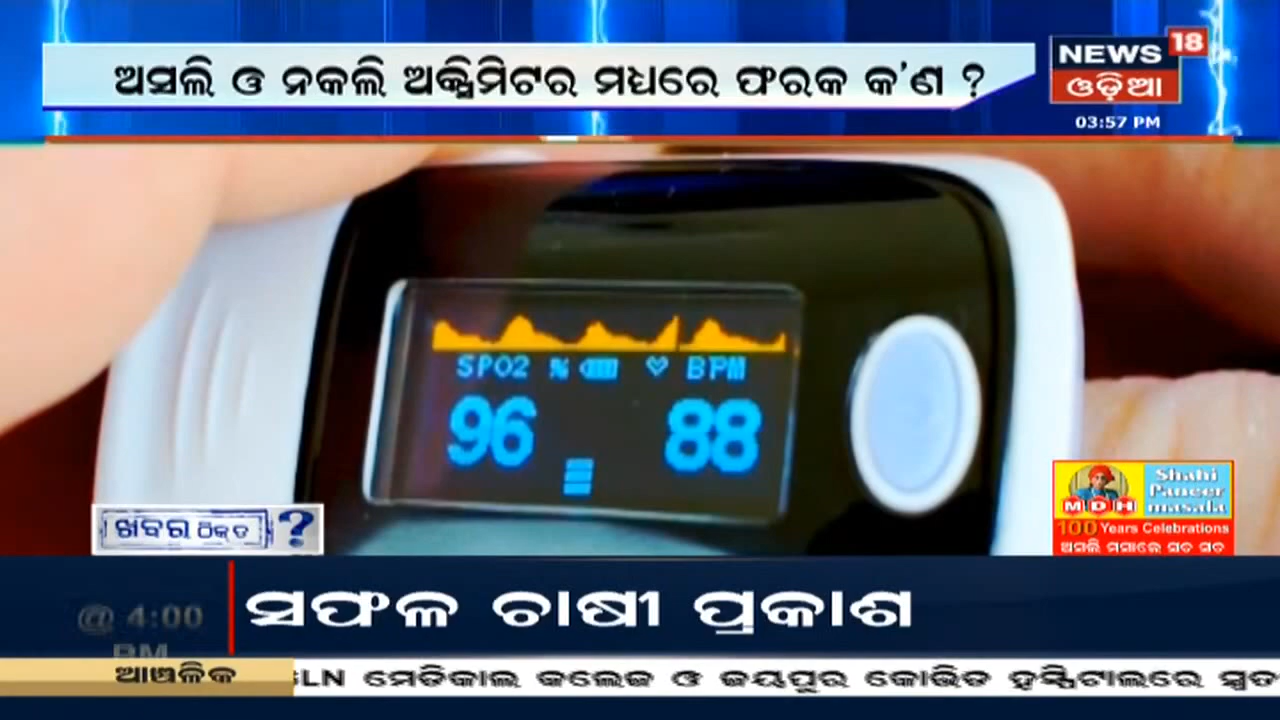 ଅସଲି ଓ ନକଲି ଅକ୍ସିମିଟର ମଧ୍ୟରେ ଫରକ କ'ଣ ?
NEWS 18
ଓଡ଼ିଆ
03:57 PM
SPO2 % BPM
96 88
ଖବର ଠିକ୍ ତ ?
MDH
Shahi Paneer masala
100 Years Celebrations
ଅସଲି ମସାଲେ ସଚ ସଚ
@ 4:00 PM
ସଫଳ ଚାଷୀ ପ୍ରକାଶ
ଆଞ୍ଚଳିକ
SLN ମେଡିକାଲ କଲେଜ ଓ ଜୟପୁର କୋଭିଡ ହସ୍ପିଟାଲରେ